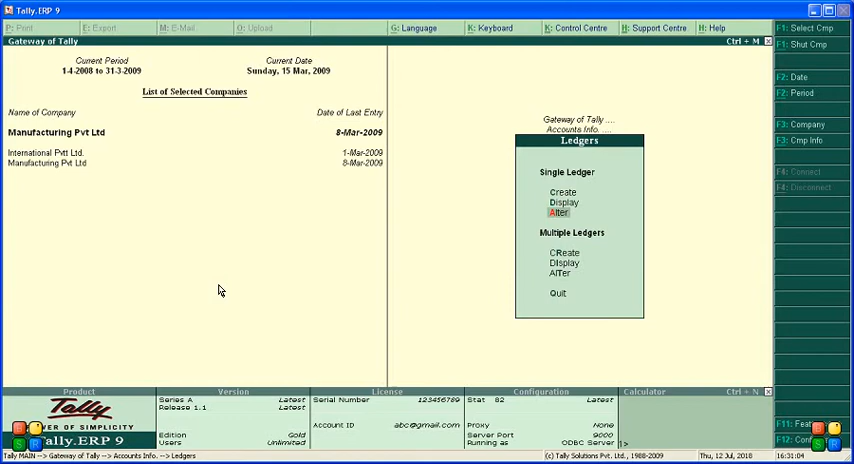 Tally.ERP 9
P: Print E: Export M: E-Mail O: Upload G: Language K: Keyboard K: Control Centre H: Support Centre H: Help
F1: Select Cmp
Gateway of Tally Ctrl + M
F1: Shut Cmp
Current Period Current Date
1-4-2008 to 31-3-2009 Sunday, 15 Mar, 2009
F2: Date
F2: Period
List of Selected Companies
Name of Company Date of Last Entry
Manufacturing Pvt Ltd 8-Mar-2009
International Pvtt Ltd. 1-Mar-2009
Manufacturing Pvt Ltd 8-Mar-2009
Gateway of Tally ....
Accounts Info. ....
Ledgers
Single Ledger
Create
Display
Alter
Multiple Ledgers
CReate
DIsplay
AlTer
Quit
F3: Company
F3: Cmp Info
F4: Connect
F4: Disconnect
Product Version License Configuration Calculator Ctrl + N
Tally
POWER OF SIMPLICITY
Tally.ERP 9
Series A Latest
Release 1.1 Latest
Edition Gold
Users Unlimited
Serial Number 123456789
Account ID abc@gmail.com
Stat 82 Latest
Proxy None
Server Port 9000
Running as ODBC Server
1>
F11:
F12:
Tally MAIN --> Gateway of Tally --> Accounts Info. --> Ledgers (c) Tally Solutions Pvt. Ltd., 1988-2009 Thu, 12 Jul, 2018 16:31:04